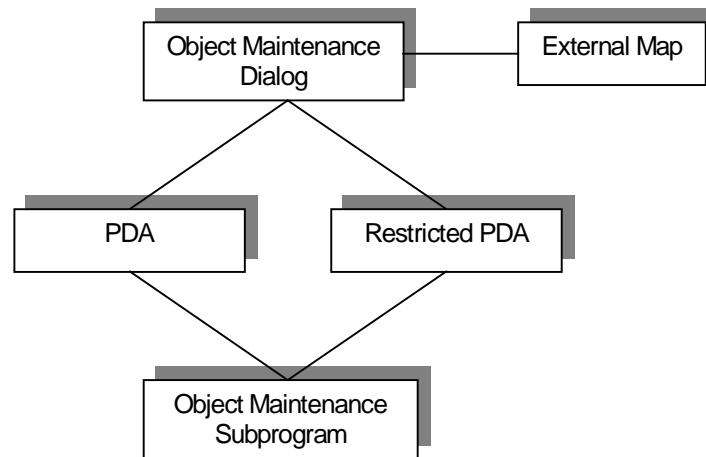 Object Maintenance
Dialog
External Map
PDA
Restricted PDA
Object Maintenance
Subprogram